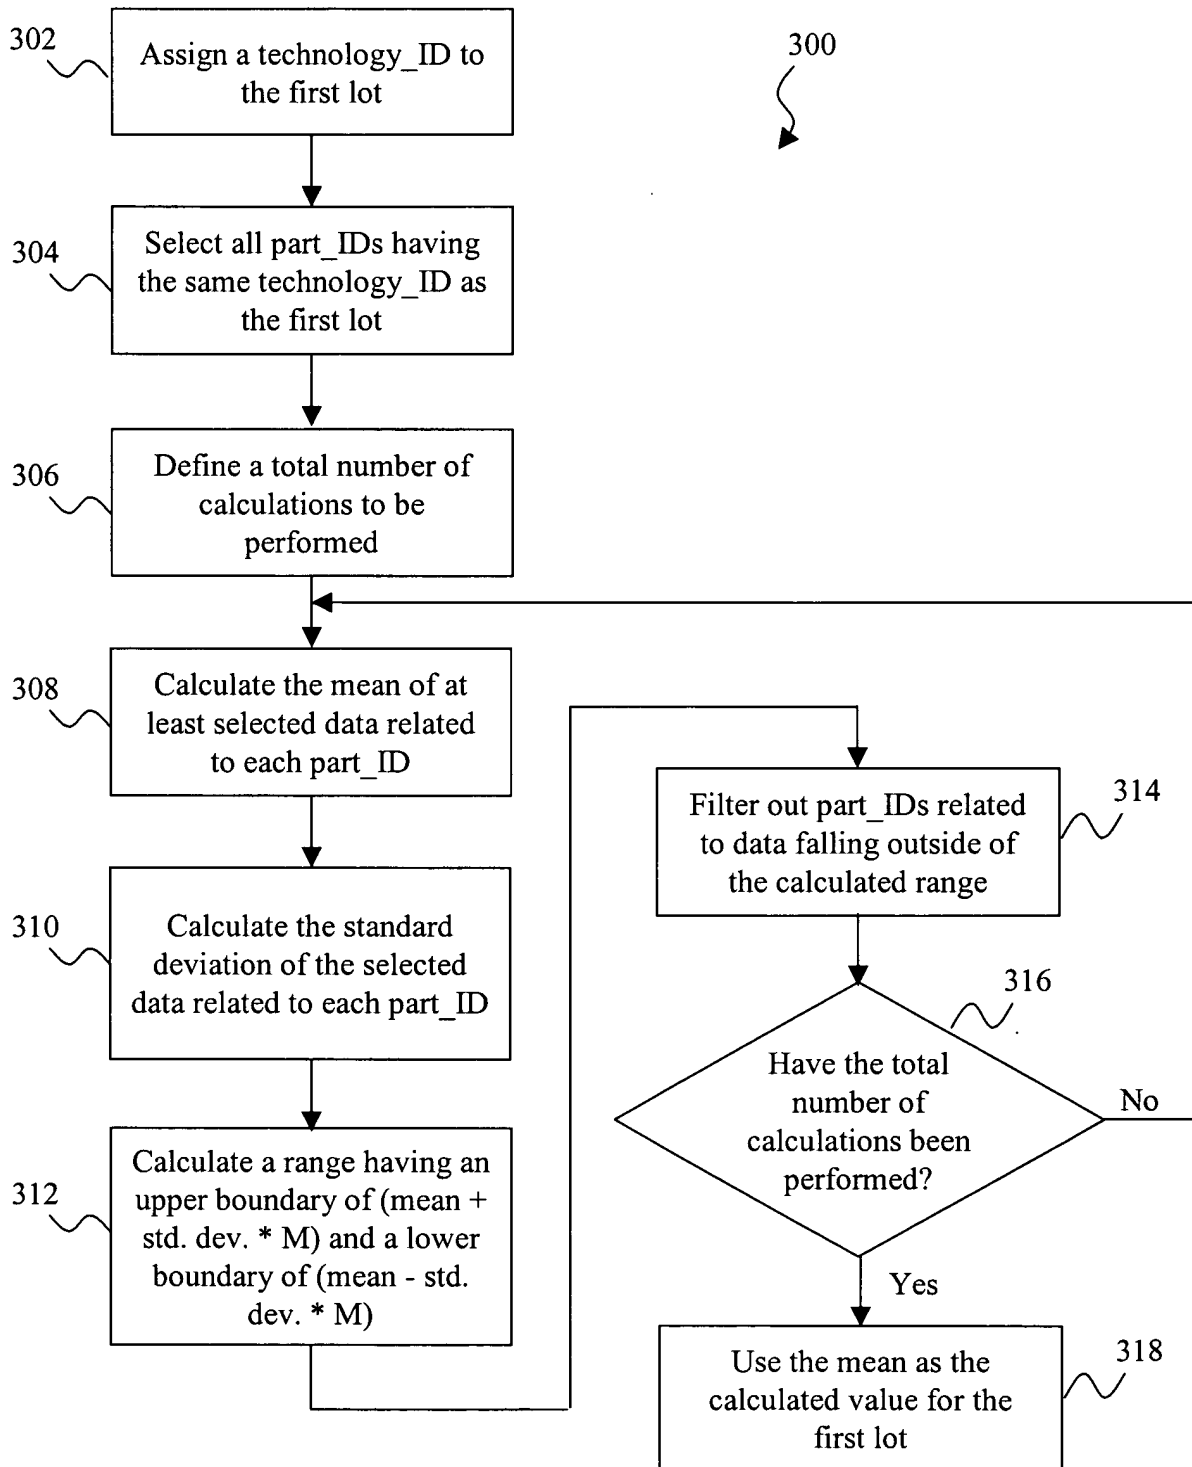 302
Assign a technology_ID to
the first lot
300
304
Select all part_IDs having
the same technology_ID as
the first lot
306
Define a total number of
calculations to be
performed
308
Calculate the mean of at
least selected data related
to each part_ID
310
Calculate the standard
deviation of the selected
data related to each part_ID
312
Calculate a range having an
upper boundary of (mean +
std. dev. * M) and a lower
boundary of (mean - std.
dev. * M)
314
Filter out part_IDs related
to data falling outside of
the calculated range
316
Have the total
number of
calculations been
performed?
No
Yes
318
Use the mean as the
calculated value for the
first lot